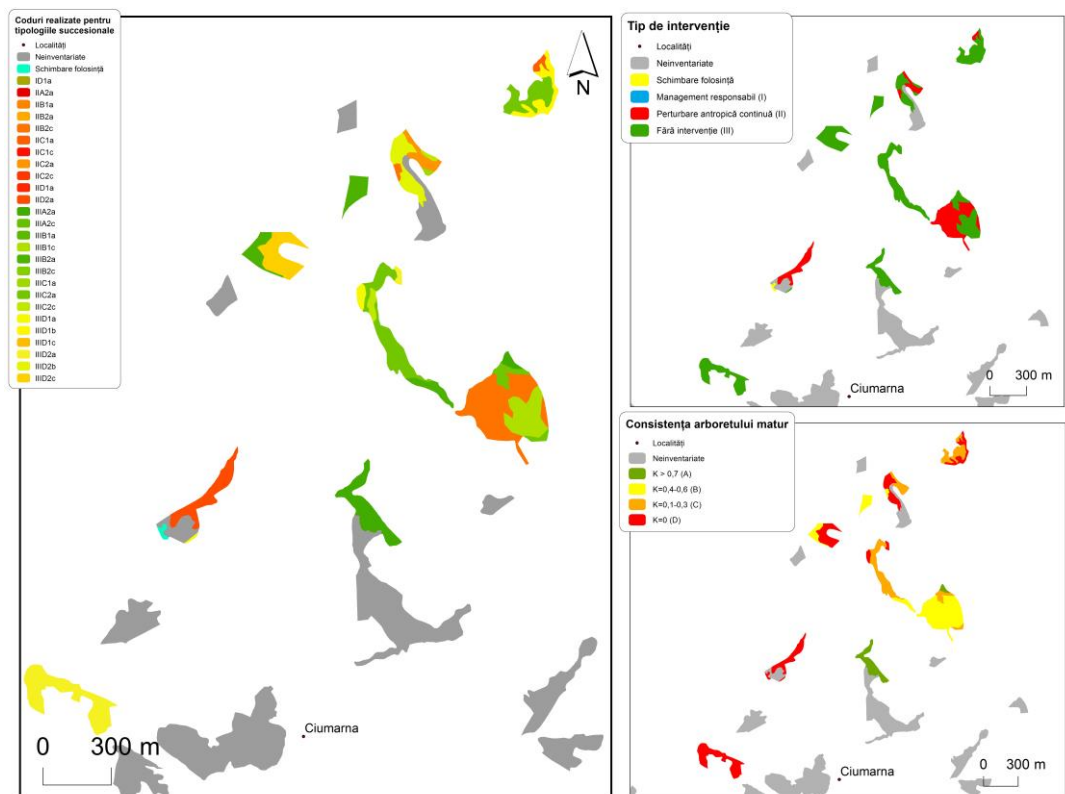 Coduri realizate pentru
tipologiile succesionale
Localități
Neinventariate
Schimbare folosință
ID1a
IIA2a
IIB1a
IIB2a
IIB2c
IIC1a
IIC1c
IIC2a
IIC2c
IID1a
IID2a
IIIA2a
IIIA2c
IIIB1a
IIIB1c
IIIB2a
IIIB2c
IIIC1a
IIIC2a
IIIC2c
IIID1a
IIID1b
IIID1c
IIID2a
IIID2b
IIID2c
N
Ciumarna
0 300 m
Tip de intervenție
Localități
Neinventariate
Schimbare folosință
Management responsabil (I)
Perturbare antropică continuă (II)
Fără intervenție (III)
0 300 m
Ciumarna
Consistența arboretului matur
Localități
Neinventariate
K > 0,7 (A)
K=0,4-0,6 (B)
K=0,1-0,3 (C)
K=0 (D)
0 300 m
Ciumarna